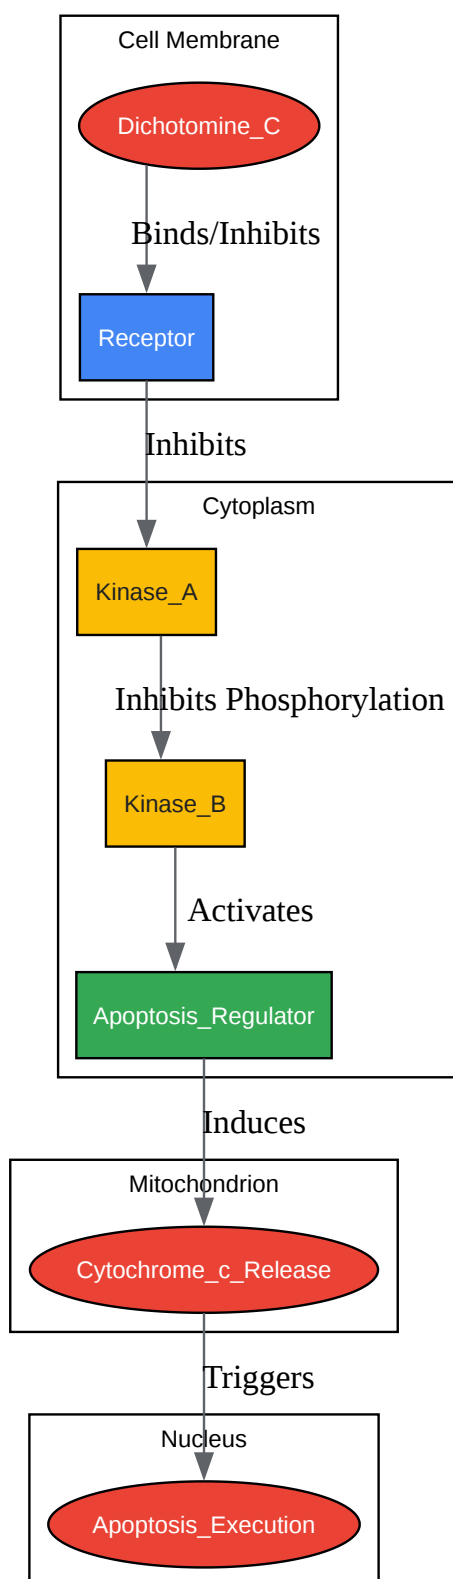 Cell Membrane
Dichotomine_C
Binds/Inhibits
Receptor
Inhibits
Cytoplasm
Kinase_A
Inhibits Phosphorylation
Kinase_B
Activates
Apoptosis_Regulator
Induces
Mitochondrion
Cytochrome_c_Release
Triggers
Nucleus
Apoptosis_Execution